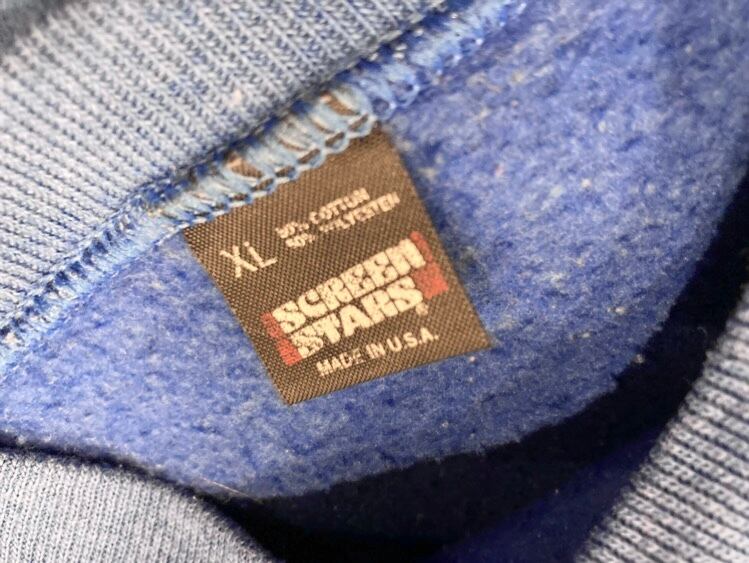 XL
50% COTTON
50% POLYESTER
SCREEN
STARS®
MADE IN U.S.A.